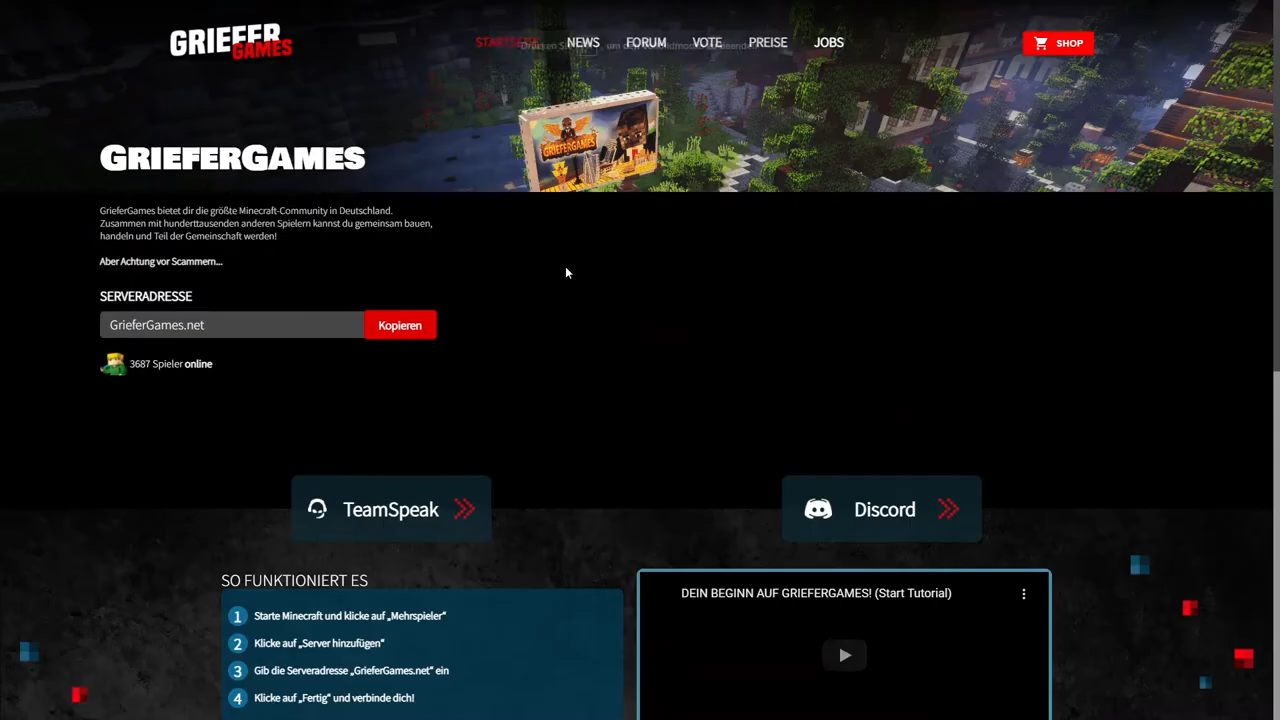 GRIEFER
GAMES
STARTSEITE NEWS FORUM VOTE PREISE JOBS
SHOP
GRIEFERGAMES
GRIEFERGAMES
GrieferGames bietet dir die größte Minecraft-Community in Deutschland.
Zusammen mit hunderttausenden anderen Spielern kannst du gemeinsam bauen,
handeln und Teil der Gemeinschaft werden!
Aber Achtung vor Scammern...
SERVERADRESSE
GrieferGames.net
Kopieren
3687 Spieler online
TeamSpeak
Discord
SO FUNKTIONIERT ES
1 Starte Minecraft und klicke auf „Mehrspieler“
2 Klicke auf „Server hinzufügen“
3 Gib die Serveradresse „GrieferGames.net“ ein
4 Klicke auf „Fertig“ und verbinde dich!
DEIN BEGINN AUF GRIEFERGAMES! (Start Tutorial)